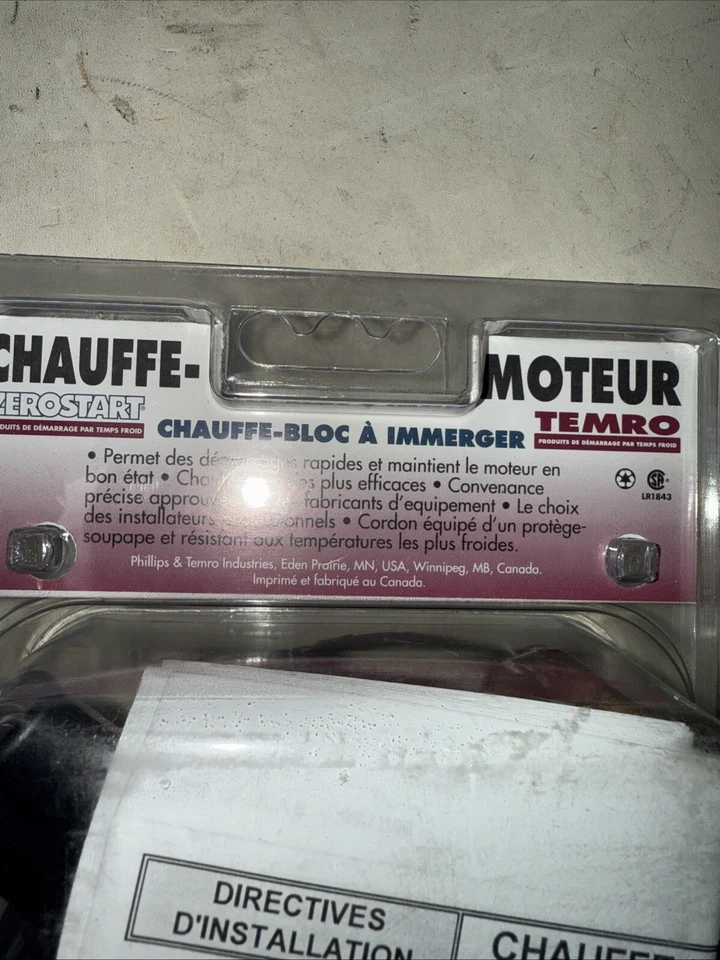 CHAUFFE- MOTEUR
ZEROSTART TEMRO
DE DÉMARRAGE PAR TEMPS FROID
PRODUITS DE DÉMARRAGE PAR TEMPS FROID
CHAUFFE-BLOC À IMMERGER
• Permet des rapides et maintient le moteur en
bon état • plus efficaces • Convenance
précise fabricants d'equipement • Le choix
des installateurs • Cordon équipé d'un protège-
soupape et résistant aux températures les plus froides.
LR1843
Phillips & Temro Industries, Eden Prairie, MN, USA, Winnipeg, MB, Canada.
Imprimé et fabriqué au Canada.
DIRECTIVES
D'INSTALLATION